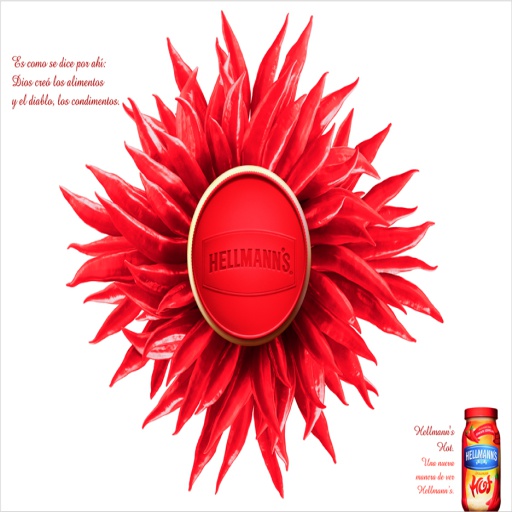 Es como se dice por aki:
Dios creó los alimentos
y el diablo, los condimentos.
HELLMANN'S
Hellmann's
Hot.
Una nueva
manera de ver
Hellmann's.
HELLMANN'S
Hot